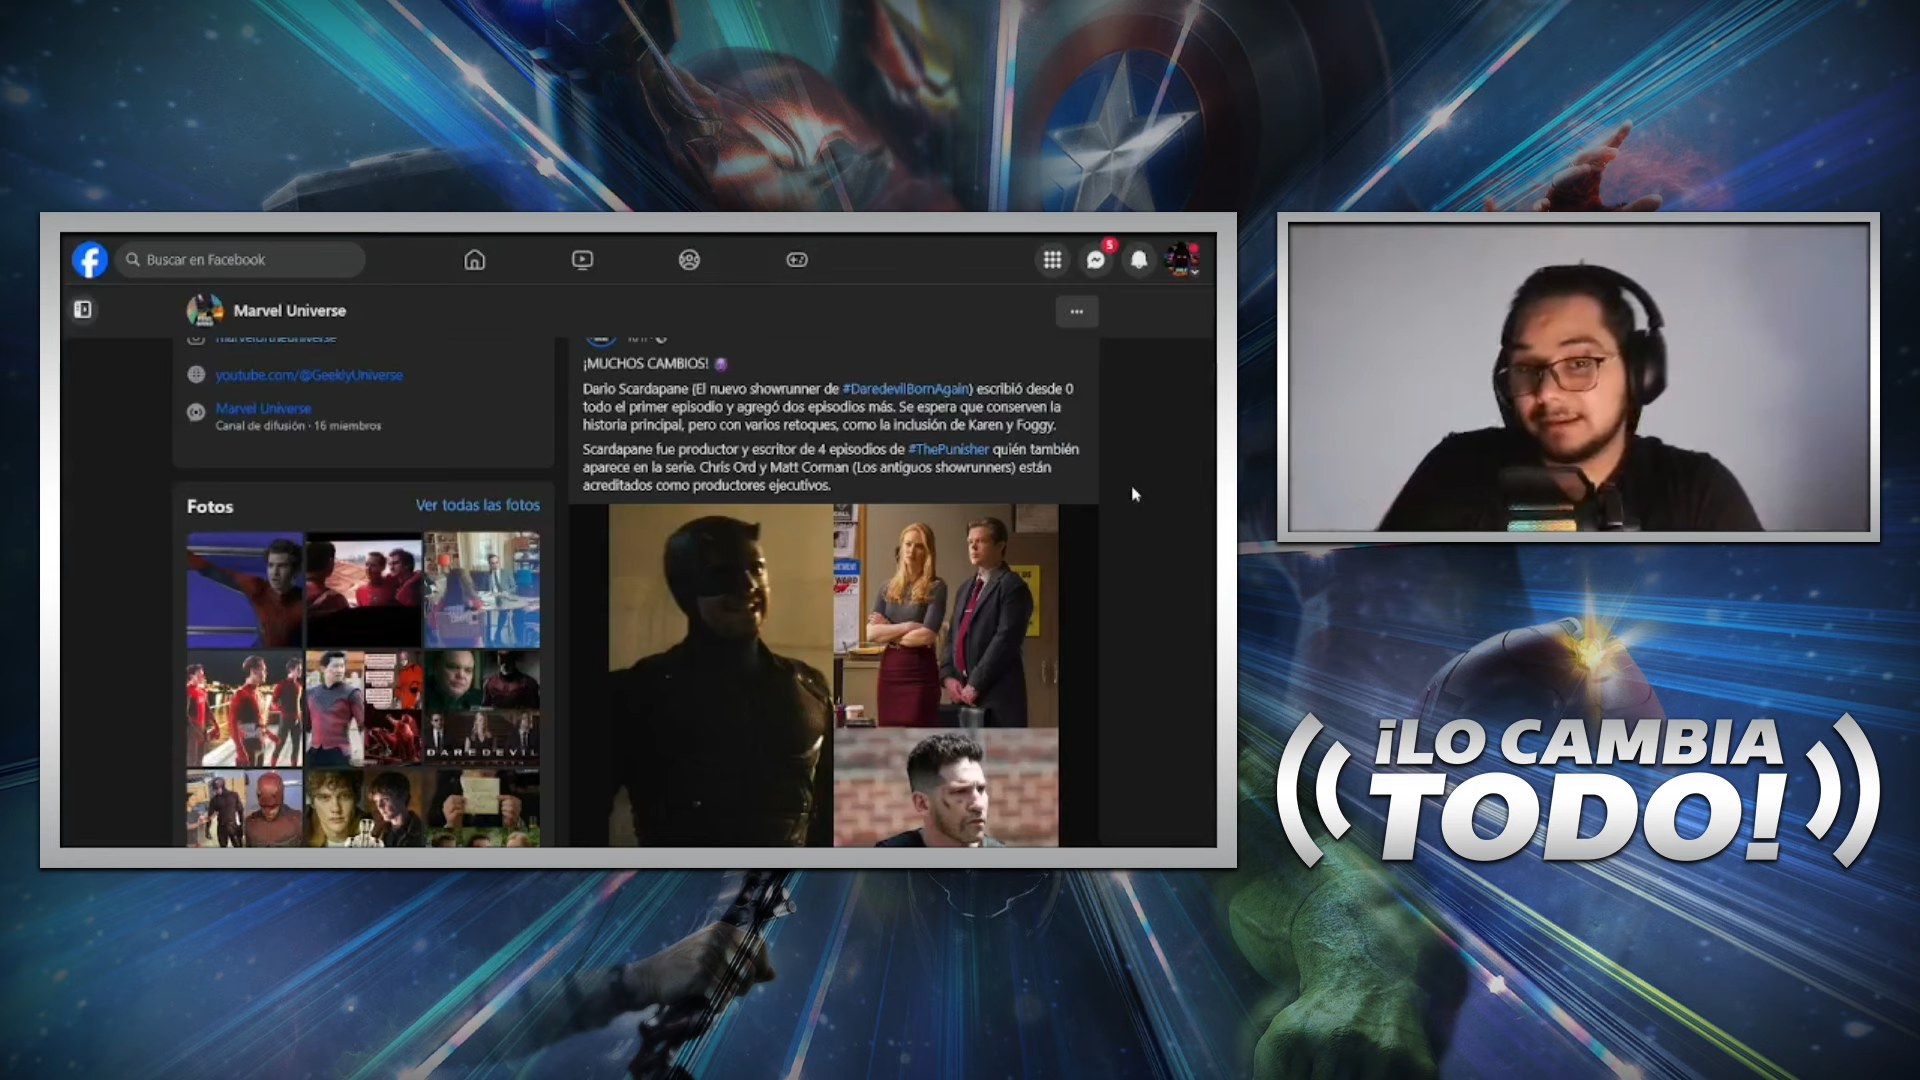 Buscar en Facebook
5
Marvel Universe
marveloftheuniverse
youtube.com/@GeeklyUniverse
Marvel Universe
Canal de difusión · 16 miembros
Fotos
Ver todas las fotos
DAREDEVIL
¡MUCHOS CAMBIOS!
Dario Scardapane (El nuevo showrunner de #DaredevilBornAgain) escribió desde 0
todo el primer episodio y agregó dos episodios más. Se espera que conserven la
historia principal, pero con varios retoques, como la inclusión de Karen y Foggy.
Scardapane fue productor y escritor de 4 episodios de #ThePunisher quién también
aparece en la serie. Chris Ord y Matt Corman (Los antiguos showrunners) están
acreditados como productores ejecutivos.
¡LO CAMBIA
TODO!